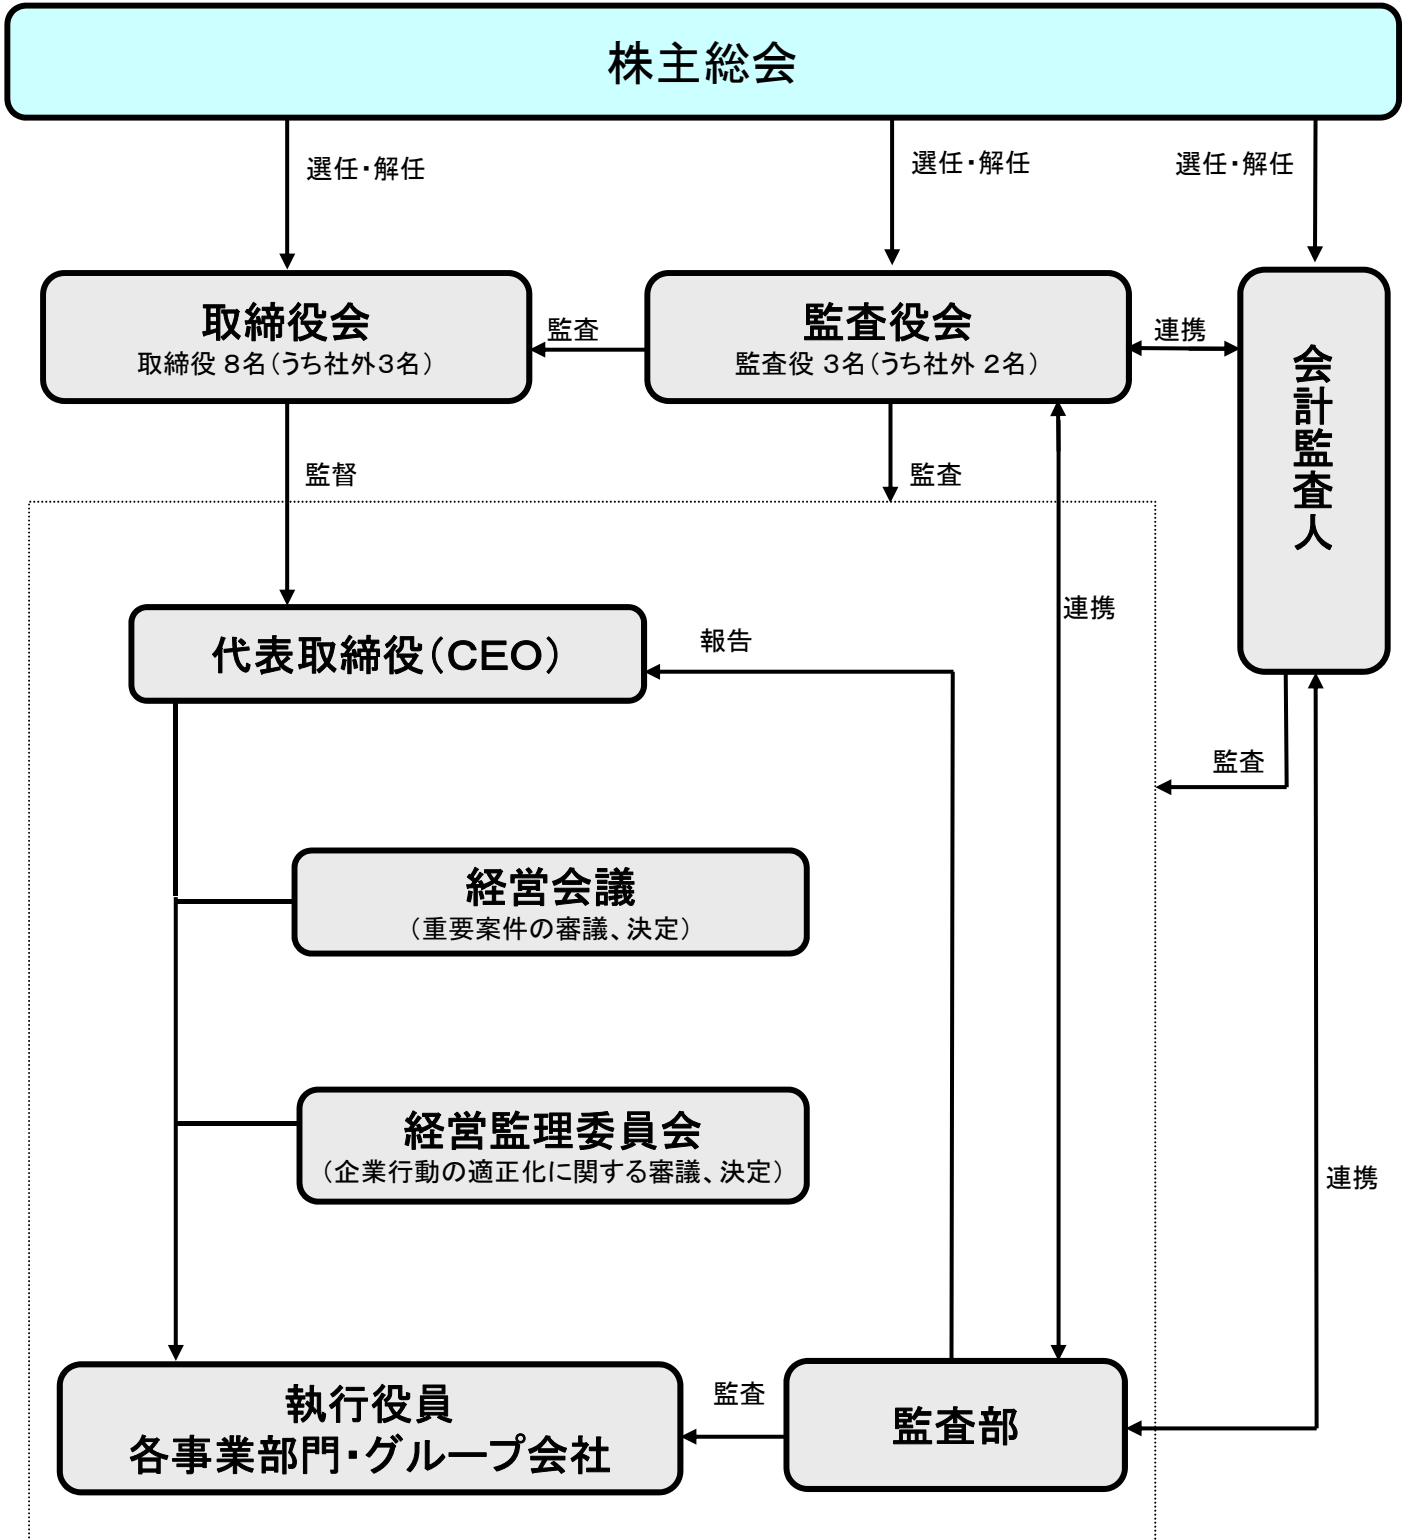 株主総会
選任・解任
選任・解任
選任・解任
取締役会
取締役 8名（うち社外3名）
監査
監査役会
監査役 3名（うち社外 2名）
連携
会計監査人
監督
監査
連携
代表取締役（CEO）
報告
監査
経営会議
（重要案件の審議、決定）
経営監理委員会
（企業行動の適正化に関する審議、決定）
連携
執行役員
各事業部門・グループ会社
監査
監査部